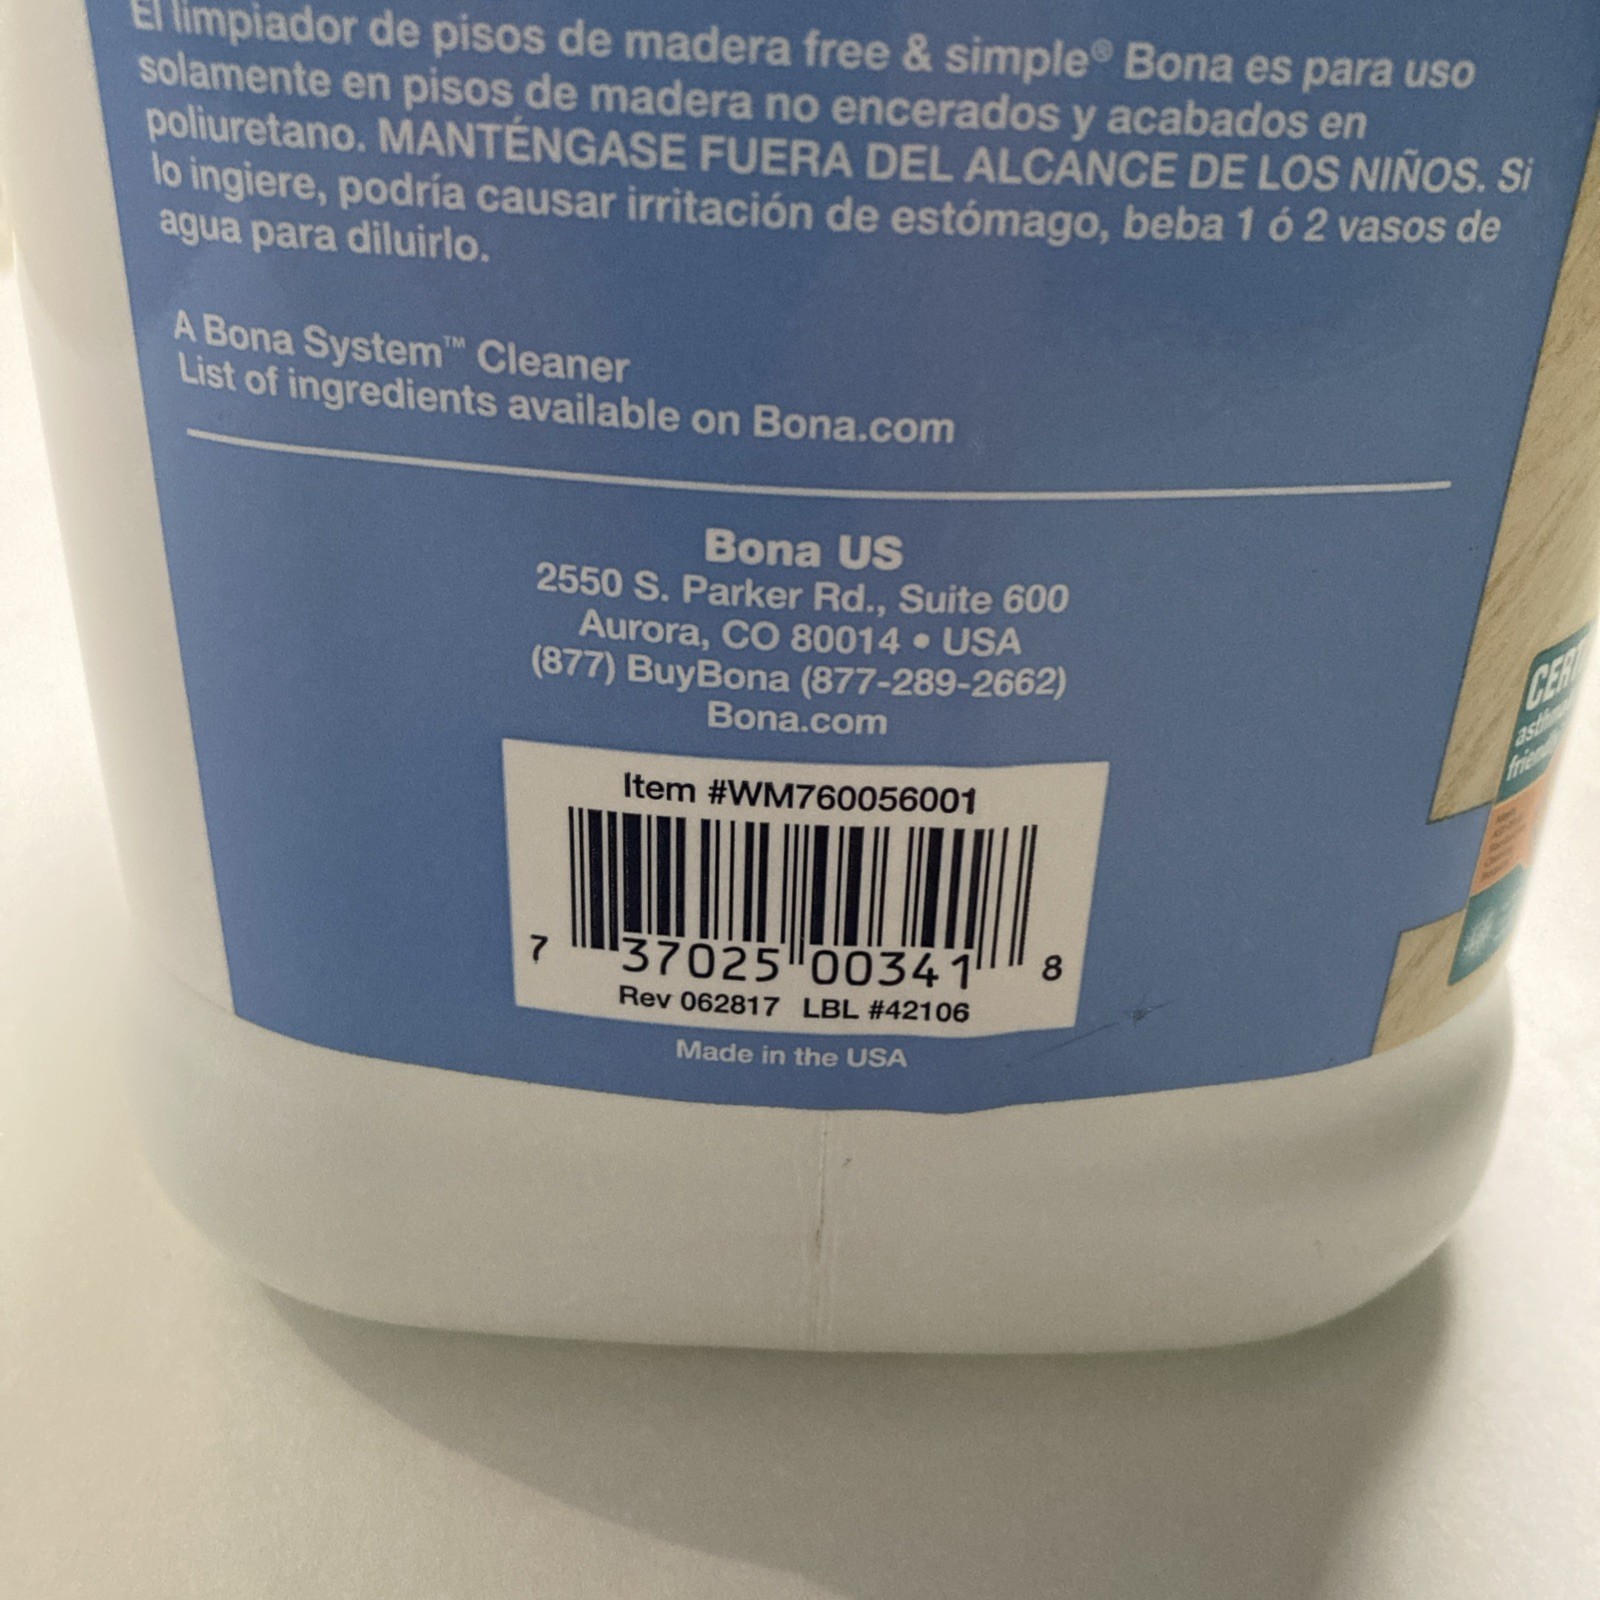 El limpiador de pisos de madera free & simple® Bona es para uso
solamente en pisos de madera no encerados y acabados en
poliuretano. MANTÉNGASE FUERA DEL ALCANCE DE LOS NIÑOS. Si
lo ingiere, podría causar irritación de estómago, beba 1 ó 2 vasos de
agua para diluirlo.
A Bona System™ Cleaner
List of ingredients available on Bona.com
Bona US
2550 S. Parker Rd., Suite 600
Aurora, CO 80014 • USA
(877) BuyBona (877-289-2662)
Bona.com
Item #WM760056001
7 37025 00341 8
Rev 062817 LBL #42106
Made in the USA